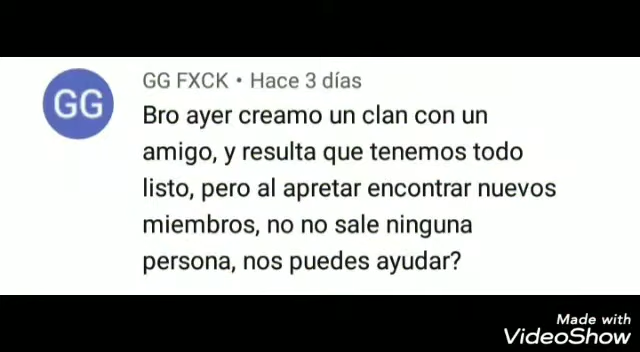 GG
GG FXCK • Hace 3 días
Bro ayer creamo un clan con un
amigo, y resulta que tenemos todo
listo, pero al apretar encontrar nuevos
miembros, no no sale ninguna
persona, nos puedes ayudar?
Made with
VideoShow